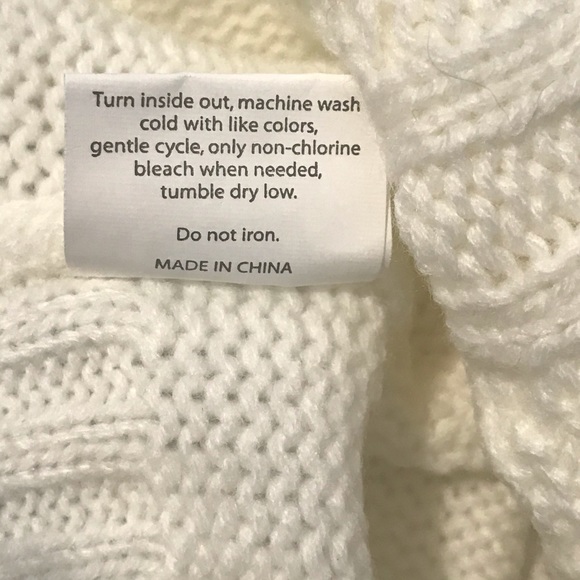 Turn inside out, machine wash
cold with like colors,
gentle cycle, only non-chlorine
bleach when needed,
tumble dry low.
Do not iron.
MADE IN CHINA